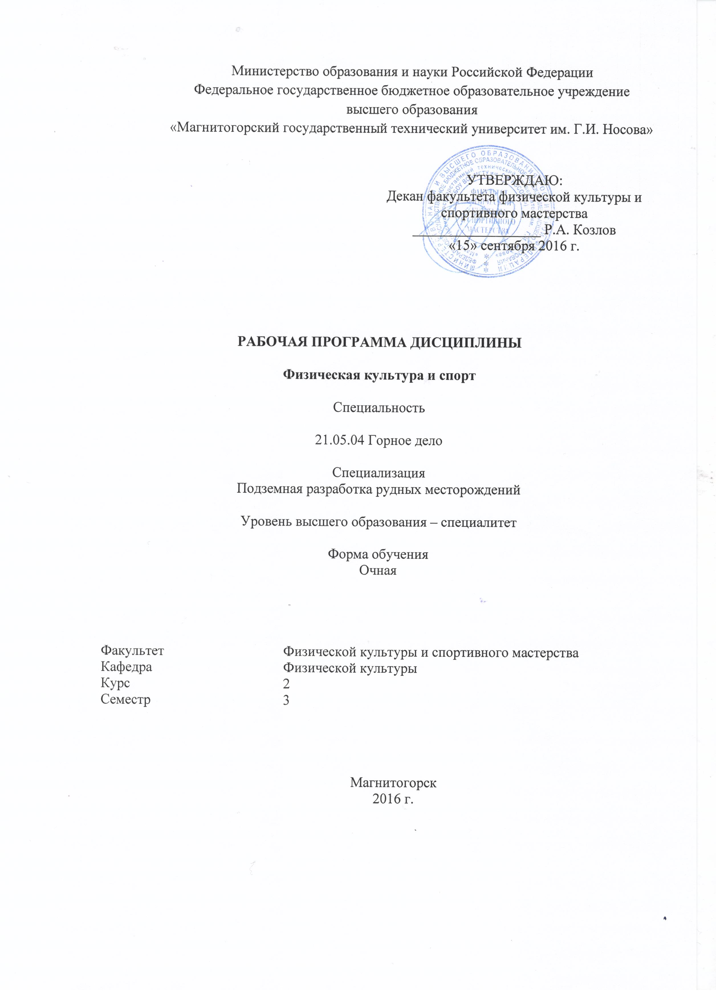 Министерство образования и науки Российской Федерации
Федеральное государственное бюджетное образовательное учреждение
высшего образования
«Магнитогорский государственный технический университет им. Г.И. Носова»
УТВЕРЖДАЮ:
Декан факультета физической культуры и
спортивного мастерства
Р.А. Козлов
«15» сентября 2016 г.
РАБОЧАЯ ПРОГРАММА ДИСЦИПЛИНЫ
Физическая культура и спорт
Специальность
21.05.04 Горное дело
Специализация
Подземная разработка рудных месторождений
Уровень высшего образования – специалитет
Форма обучения
Очная
Факультет Физической культуры и спортивного мастерства
Кафедра Физической культуры
Курс 2
Семестр 3
Магнитогорск
2016 г.